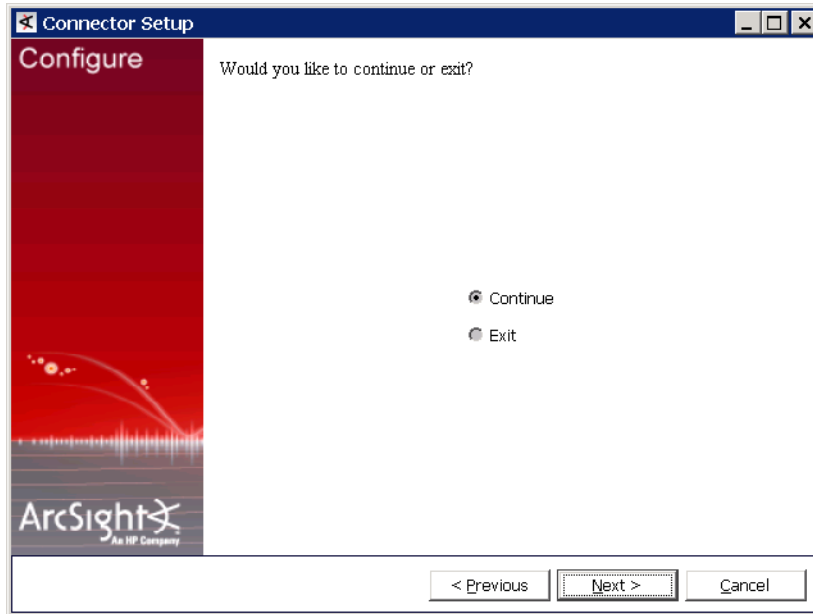 Connector Setup
Configure
Would you like to continue or exit?
Continue
Exit
ArcSight
An HP Company
< Previous
Next >
Cancel